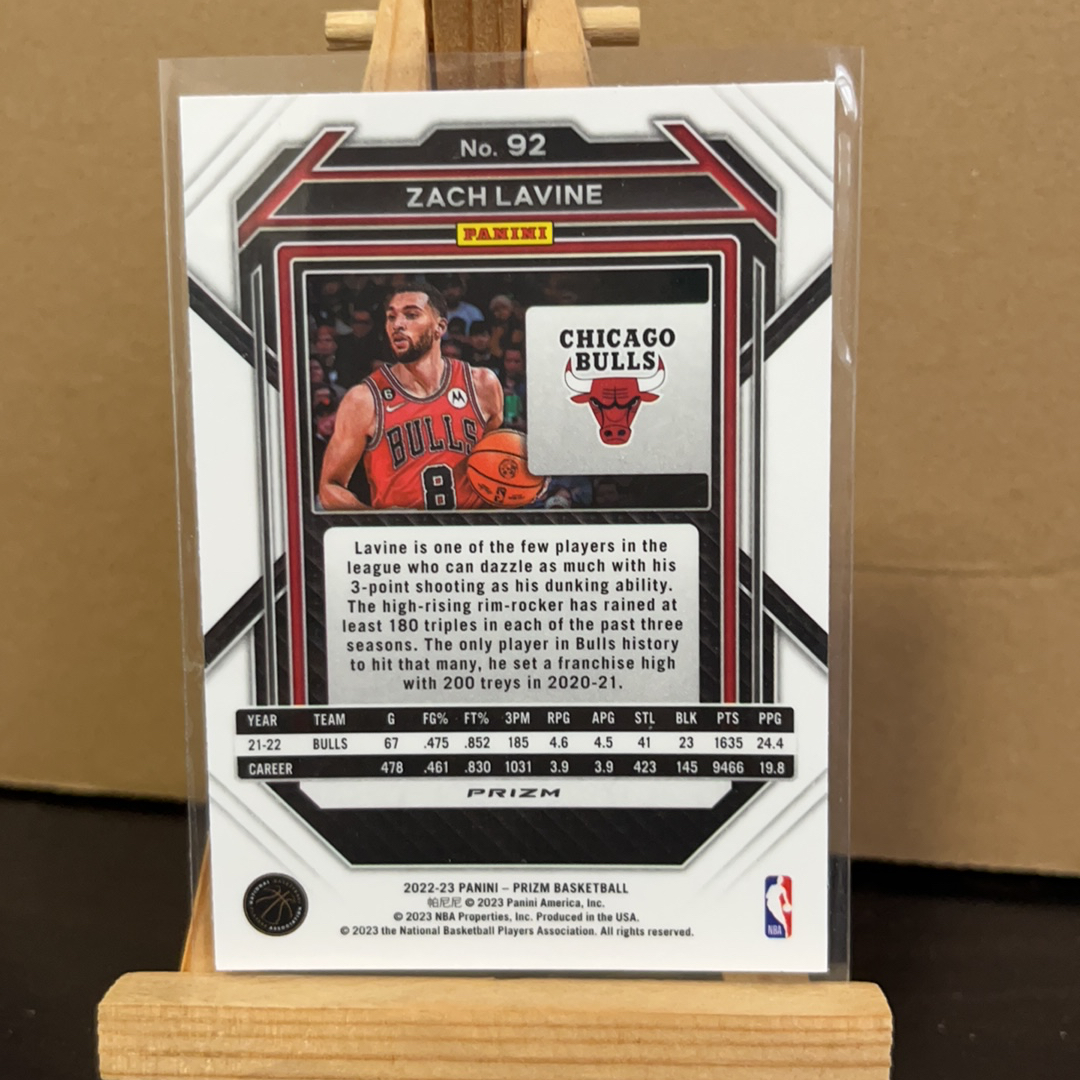 No. 92
ZACH LAVINE
PANINI
CHICAGO
BULLS
6
BULLS
8
Lavine is one of the few players in the
league who can dazzle as much with his
3-point shooting as his dunking ability.
The high-rising rim-rocker has rained at
least 180 triples in each of the past three
seasons. The only player in Bulls history
to hit that many, he set a franchise high
with 200 treys in 2020-21.
YEAR TEAM G FG% FT% 3PM RPG APG STL BLK PTS PPG
21-22 BULLS 67 .475 .852 185 4.6 4.5 41 23 1635 24.4
CAREER 478 .461 .830 1031 3.9 3.9 423 145 9466 19.8
PRIZM
2022-23 PANINI – PRIZM BASKETBALL
帕尼尼 © 2023 Panini America, Inc.
© 2023 NBA Properties, Inc. Produced in the USA.
© 2023 the National Basketball Players Association. All rights reserved.
NATIONAL BASKETBALL
PLAYERS ASSOCIATION
NBA